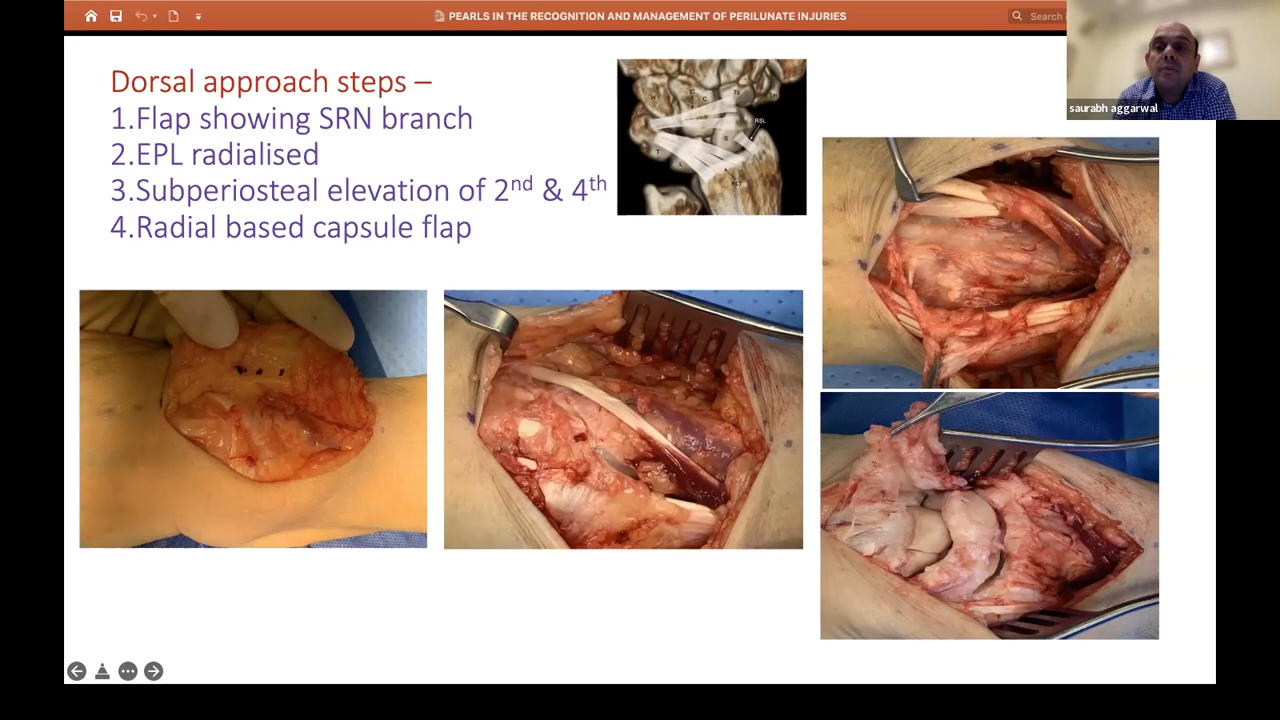 PEARLS IN THE RECOGNITION AND MANAGEMENT OF PERILUNATE INJURIES
Search
saurabh aggarwal
Dorsal approach steps –
1.Flap showing SRN branch
2.EPL radialised
3.Subperiosteal elevation of 2nd & 4th
4.Radial based capsule flap
RSL